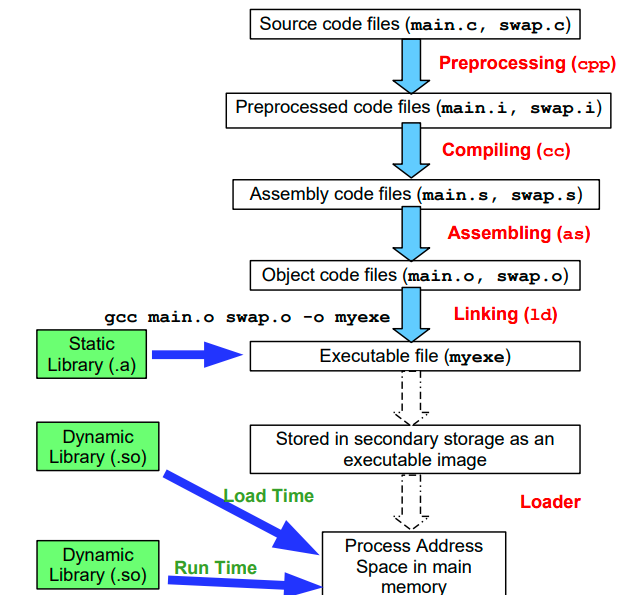 Source code files (main.c, swap.c)
Preprocessing (cpp)
Preprocessed code files (main.i, swap.i)
Compiling (cc)
Assembly code files (main.s, swap.s)
Assembling (as)
Object code files (main.o, swap.o)
gcc main.o swap.o -o myexe
Linking (ld)
Static
Library (.a)
Executable file (myexe)
Dynamic
Library (.so)
Stored in secondary storage as an
executable image
Load Time
Loader
Dynamic
Library (.so)
Run Time
Process Address
Space in main
memory